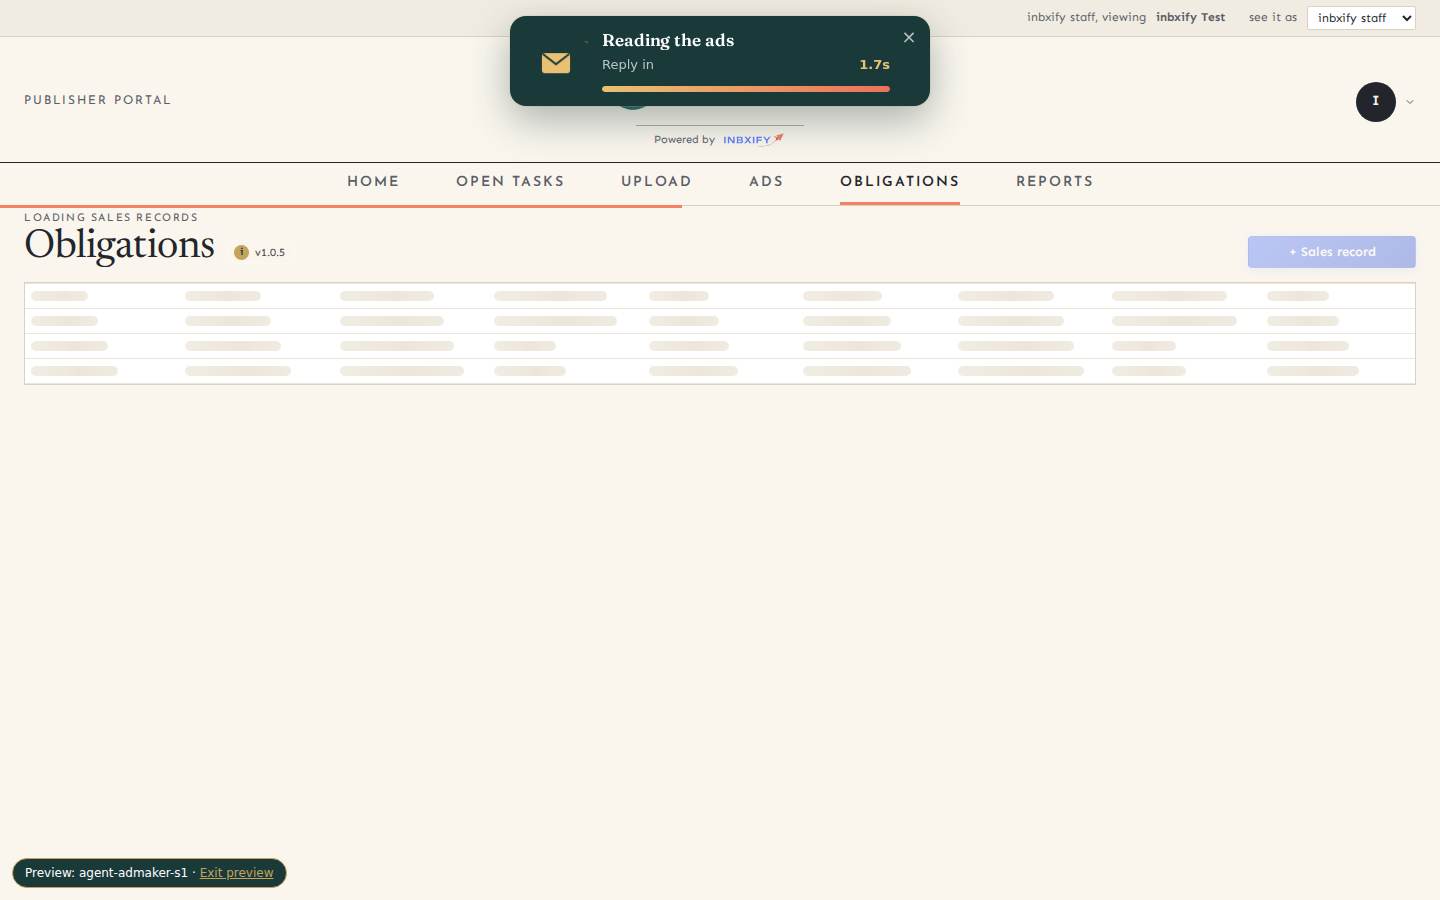 inbxify staff, viewing inbxify Test see it as inbxify staff
Reading the ads
Reply in 1.7s
PUBLISHER PORTAL
I
Powered by INBXIFY
HOME OPEN TASKS UPLOAD ADS OBLIGATIONS REPORTS
LOADING SALES RECORDS
Obligations i v1.0.5
+ Sales record
Preview: agent-admaker-s1 · Exit preview